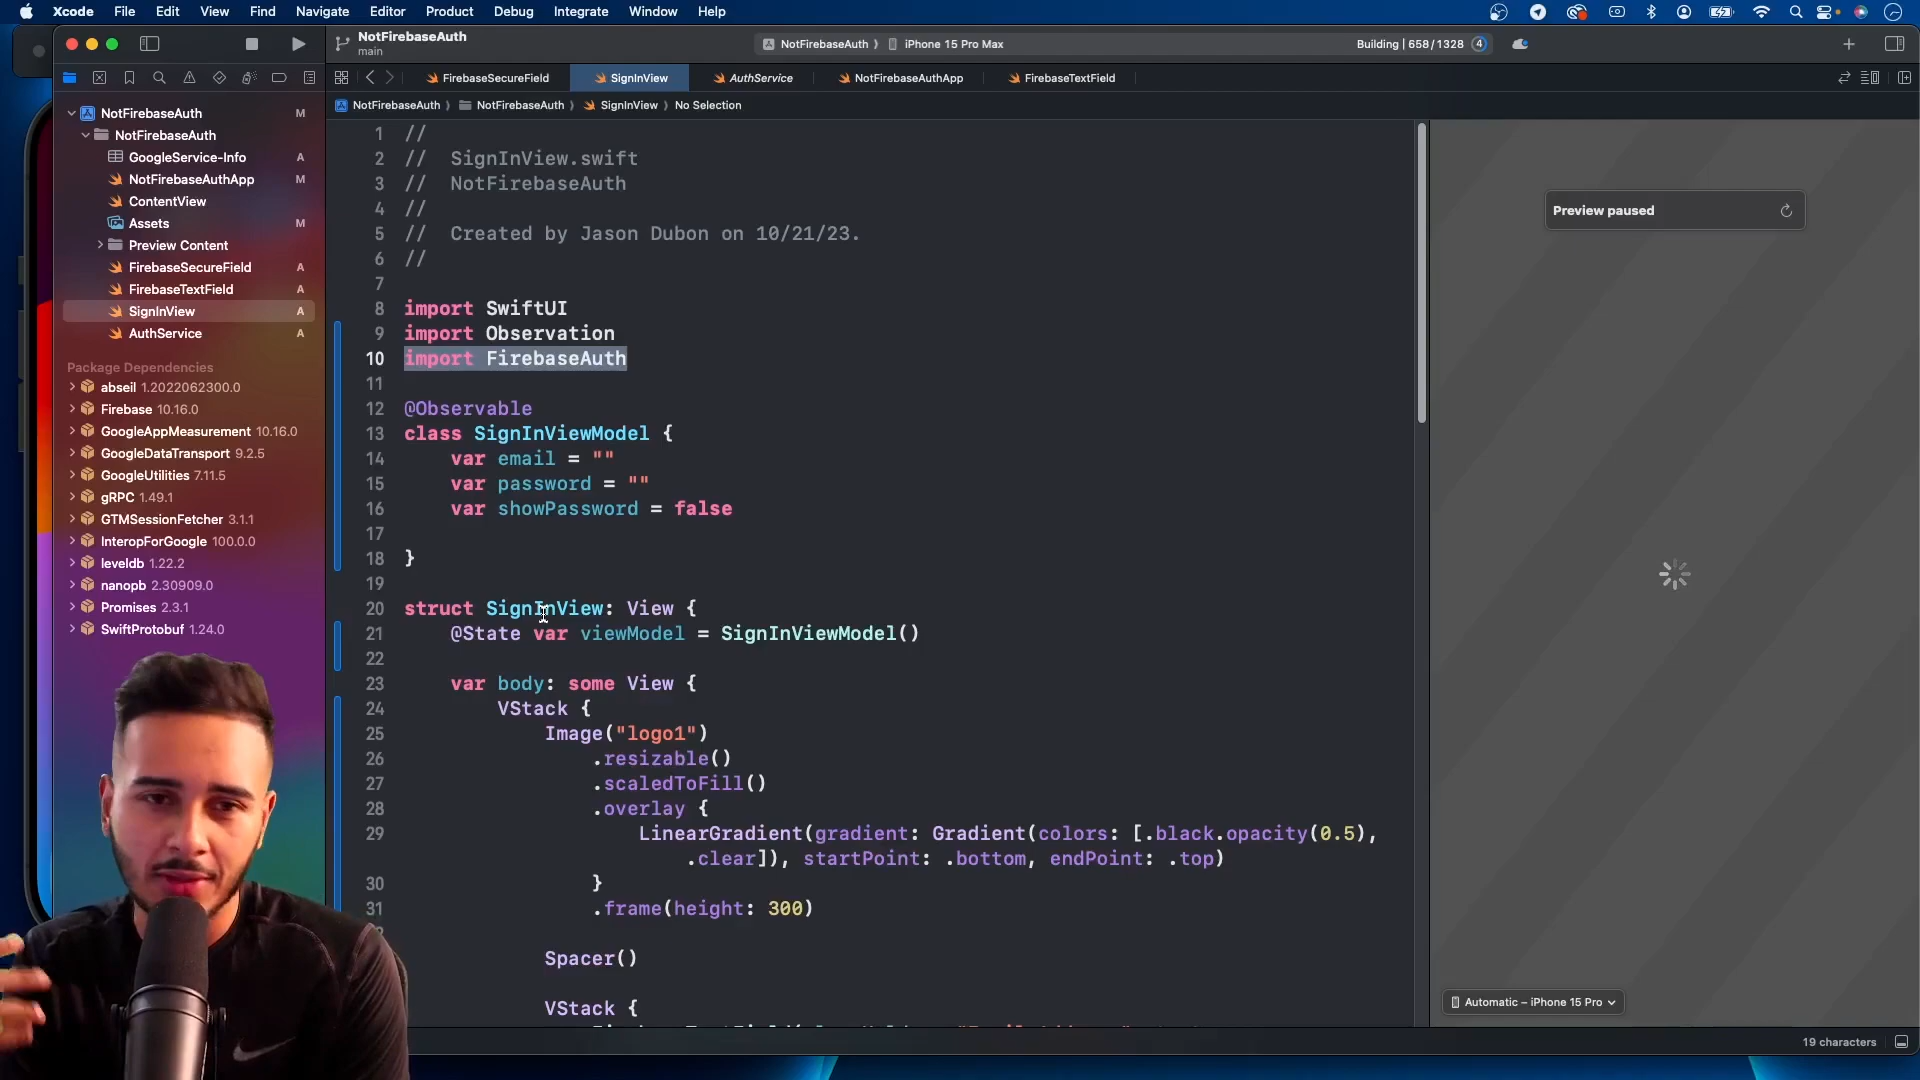 Xcode File Edit View Find Navigate Editor Product Debug Integrate Window Help
NotFirebaseAuth
main
NotFirebaseAuth 〉 iPhone 15 Pro Max
Building | 658/1328 4
FirebaseSecureField SignInView AuthService NotFirebaseAuthApp FirebaseTextField
NotFirebaseAuth 〉 NotFirebaseAuth 〉 SignInView 〉 No Selection
NotFirebaseAuth M
NotFirebaseAuth
GoogleService-Info A
NotFirebaseAuthApp M
ContentView
Assets M
Preview Content
FirebaseSecureField A
FirebaseTextField A
SignInView A
AuthService A
Package Dependencies
abseil 1.2022062300.0
Firebase 10.16.0
GoogleAppMeasurement 10.16.0
GoogleDataTransport 9.2.5
GoogleUtilities 7.11.5
gRPC 1.49.1
GTMSessionFetcher 3.1.1
InteropForGoogle 100.0.0
leveldb 1.22.2
nanopb 2.30909.0
Promises 2.3.1
SwiftProtobuf 1.24.0
1 //
2 // SignInView.swift
3 // NotFirebaseAuth
4 //
5 // Created by Jason Dubon on 10/21/23.
6 //
7
8 import SwiftUI
9 import Observation
10 import FirebaseAuth
11
12 @Observable
13 class SignInViewModel {
14 var email = ""
15 var password = ""
16 var showPassword = false
17
18 }
19
20 struct SignInView: View {
21 @State var viewModel = SignInViewModel()
22
23 var body: some View {
24 VStack {
25 Image("logo1")
26 .resizable()
27 .scaledToFill()
28 .overlay {
29 LinearGradient(gradient: Gradient(colors: [.black.opacity(0.5),
.clear]), startPoint: .bottom, endPoint: .top)
30 }
31 .frame(height: 300)
Spacer()
VStack {
Preview paused
Automatic – iPhone 15 Pro
19 characters